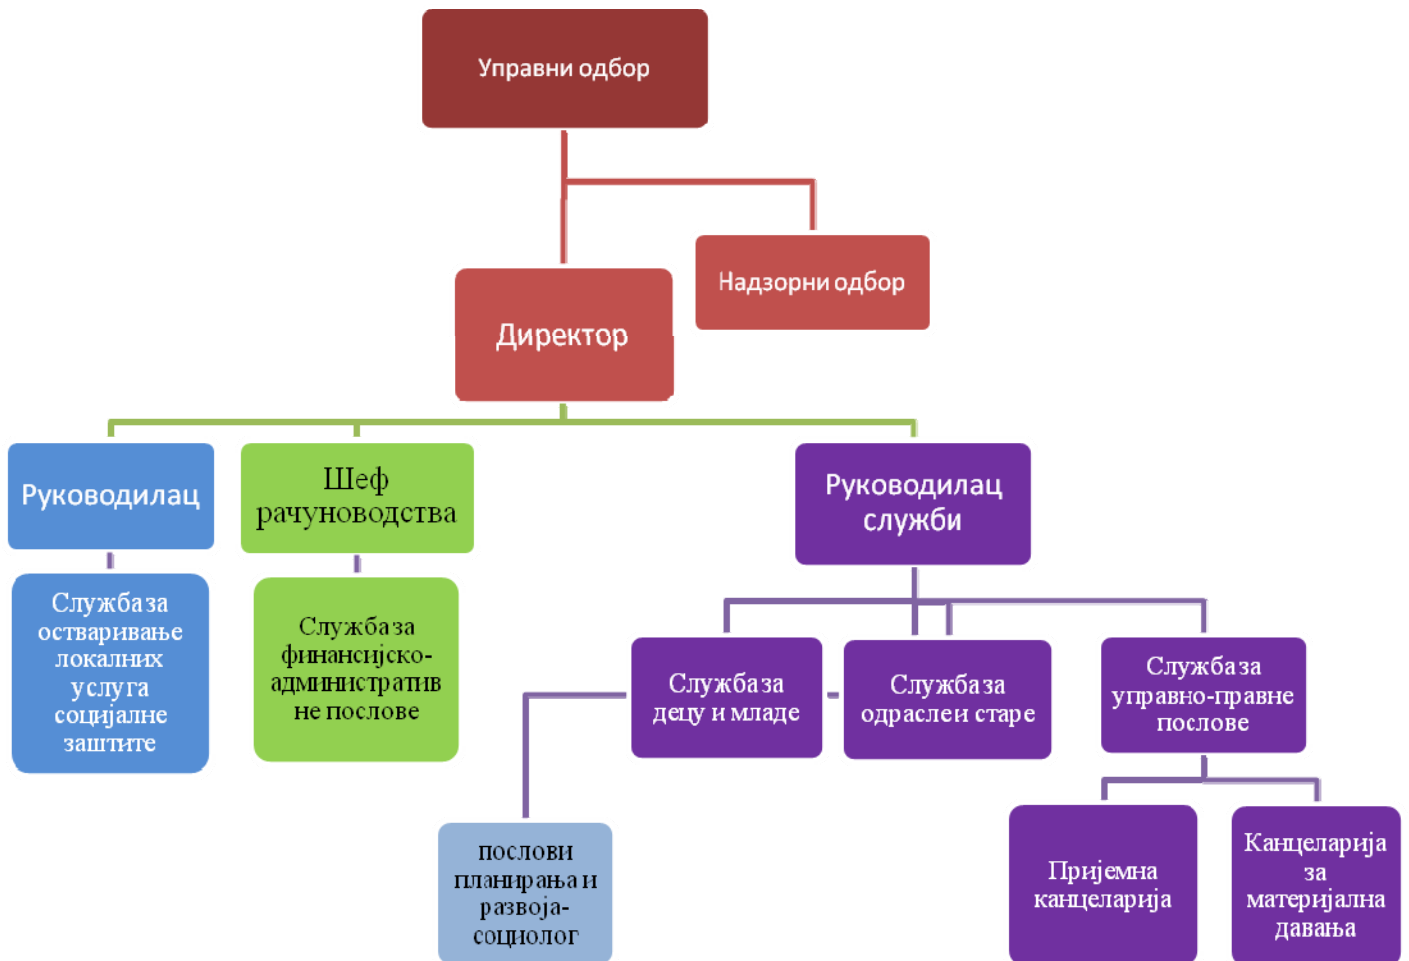 Управни одбор
Надзорни одбор
Директор
Руководилац
Шеф
рачуноводства
Руководилац
служби
Служба за
остваривање
локалних
услуга
социјалне
заштите
Служба за
финансијско-
административ
не послове
Служба за
децу и младе
Служба за
одрасле и старе
Служба за
управно-правне
послове
послови
планирања и
развоја-
социолог
Пријемна
канцеларија
Канцеларија
за
материјална
давања